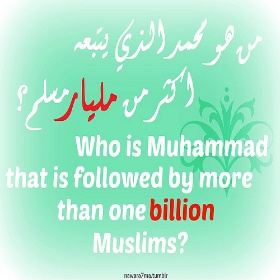 من هو محمد الذي يتبعه
اكثر من مليار مسلم؟
Who is Muhammad
that is followed by more
than one billion
Muslims?